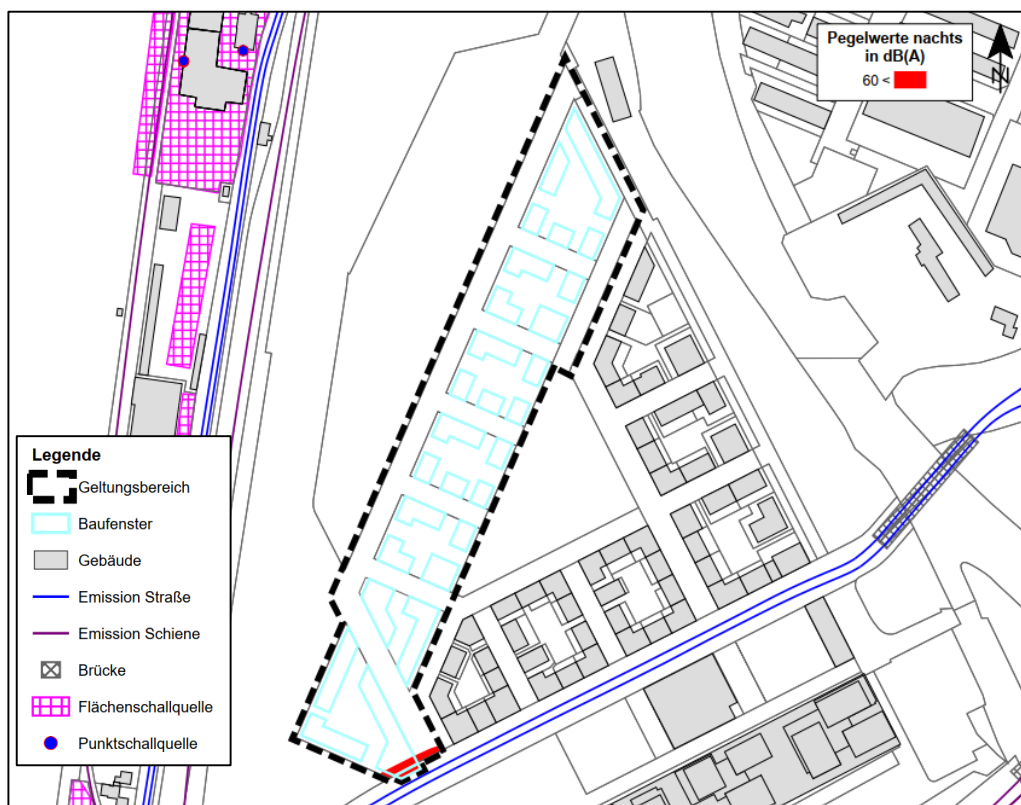 Pegelwerte nachts
in dB(A)
60 <
N
Legende
Geltungsbereich
Baufenster
Gebäude
Emission Straße
Emission Schiene
Brücke
Flächenschallquelle
Punktschallquelle